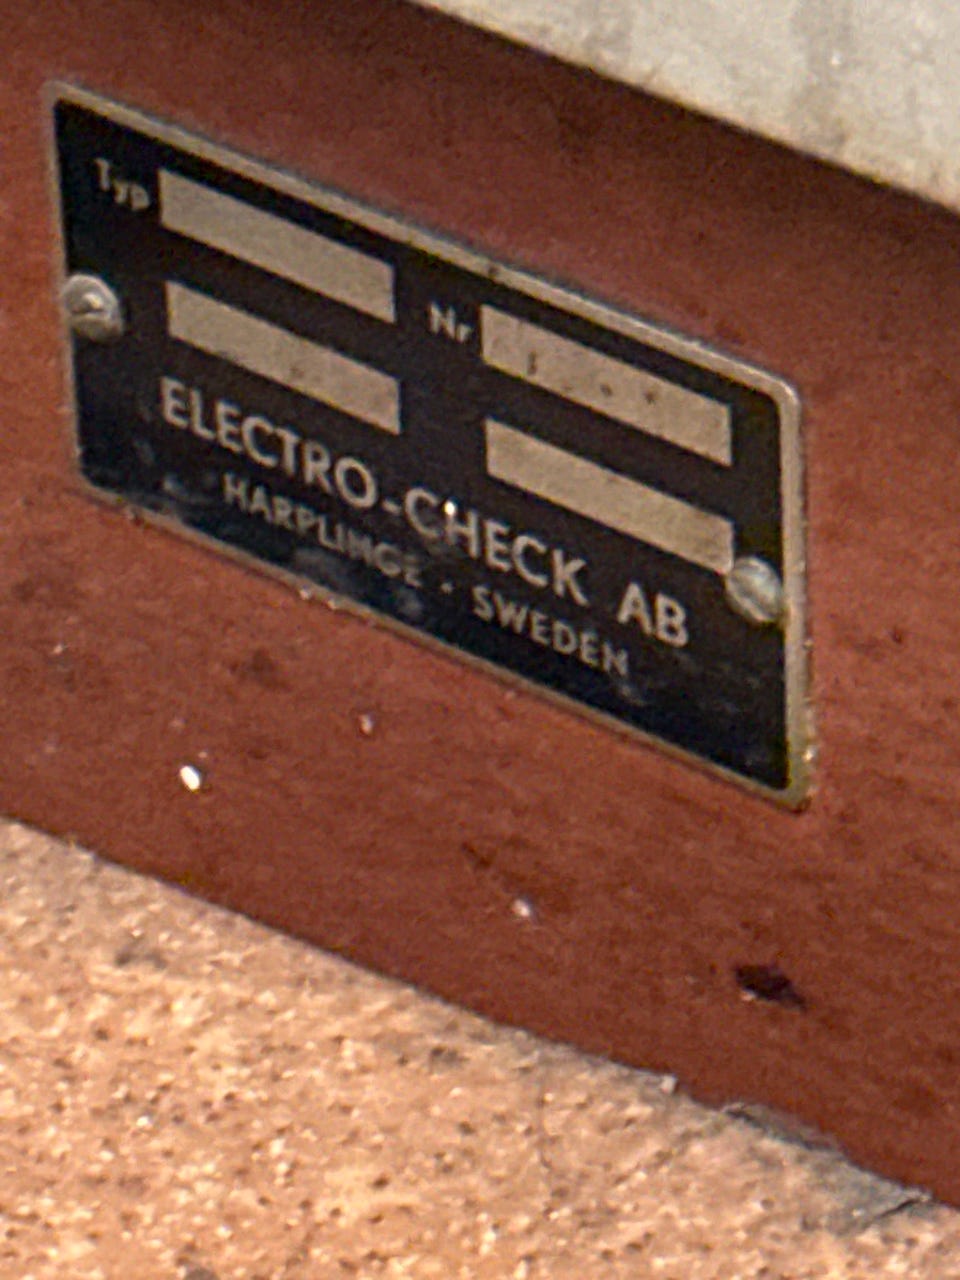 Typ
Nr
ELECTRO-CHECK AB
HARPLINGE · SWEDEN